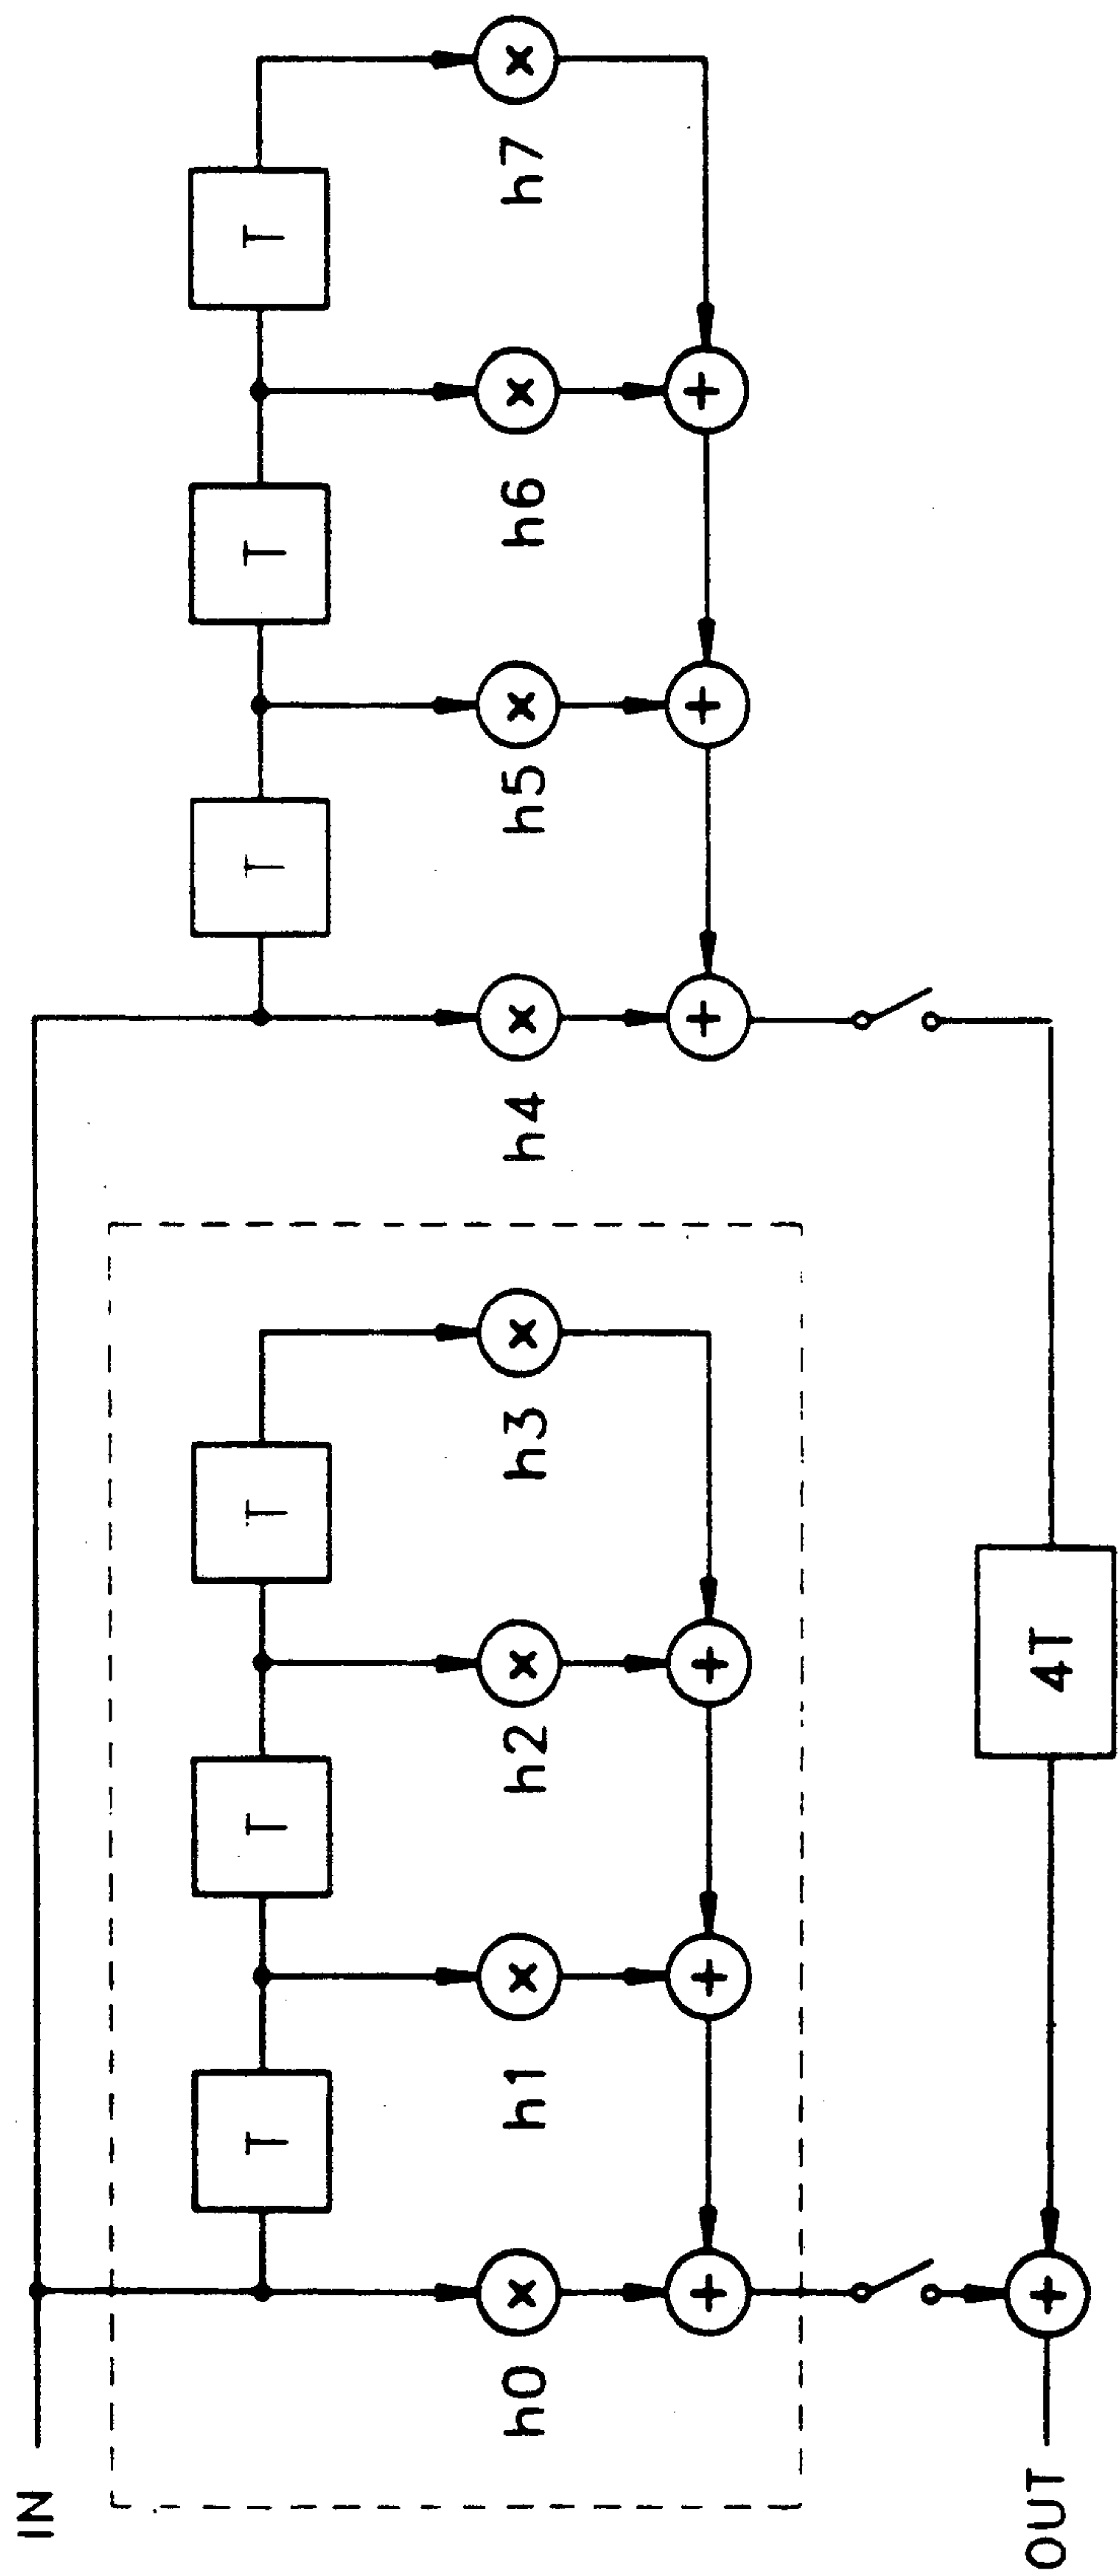 IN
T
T
T
T
T
T
h0
h1
h2
h3
h4
h5
h6
h7
×
×
×
×
×
×
×
×
+
+
+
+
+
+
OUT
+
4T